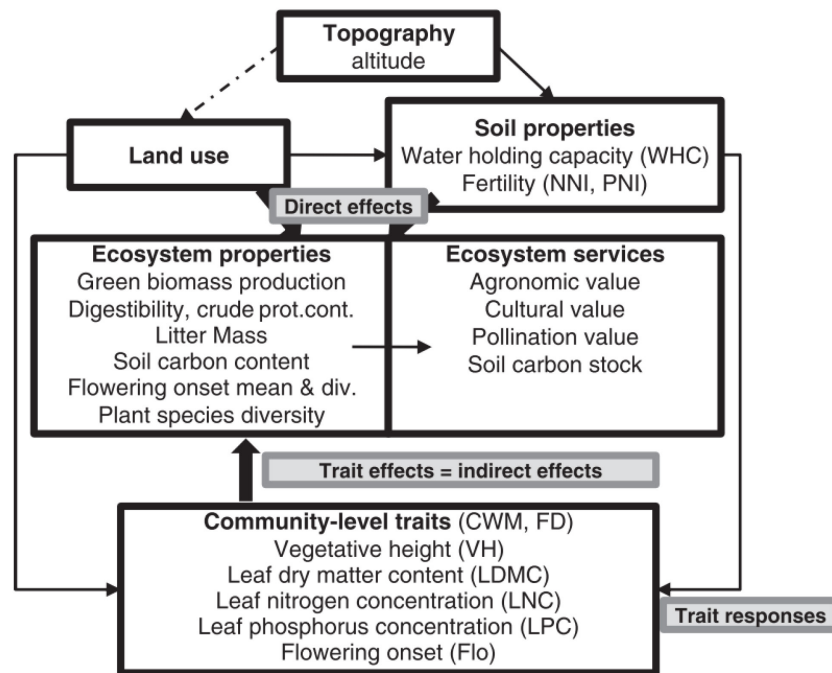 Topography
altitude
Land use
Soil properties
Water holding capacity (WHC)
Fertility (NNI, PNI)
Direct effects
Ecosystem properties
Green biomass production
Digestibility, crude prot.cont.
Litter Mass
Soil carbon content
Flowering onset mean & div.
Plant species diversity
Ecosystem services
Agronomic value
Cultural value
Pollination value
Soil carbon stock
Trait effects = indirect effects
Community-level traits (CWM, FD)
Vegetative height (VH)
Leaf dry matter content (LDMC)
Leaf nitrogen concentration (LNC)
Leaf phosphorus concentration (LPC)
Flowering onset (Flo)
Trait responses